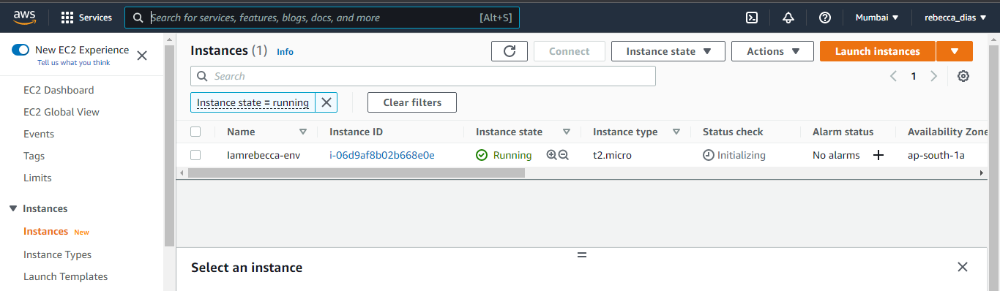 aws Services Search for services, features, blogs, docs, and more [Alt+S] Mumbai rebecca_dias
New EC2 Experience
Tell us what you think
EC2 Dashboard
EC2 Global View
Events
Tags
Limits
Instances
Instances New
Instance Types
Launch Templates
Instances (1) Info Connect Instance state Actions Launch instances
Search 1
Instance state = running Clear filters
Name Instance ID Instance state Instance type Status check Alarm status Availability Zone
Iamrebecca-env i-06d9af8b02b668e0e Running t2.micro Initializing No alarms ap-south-1a
Select an instance